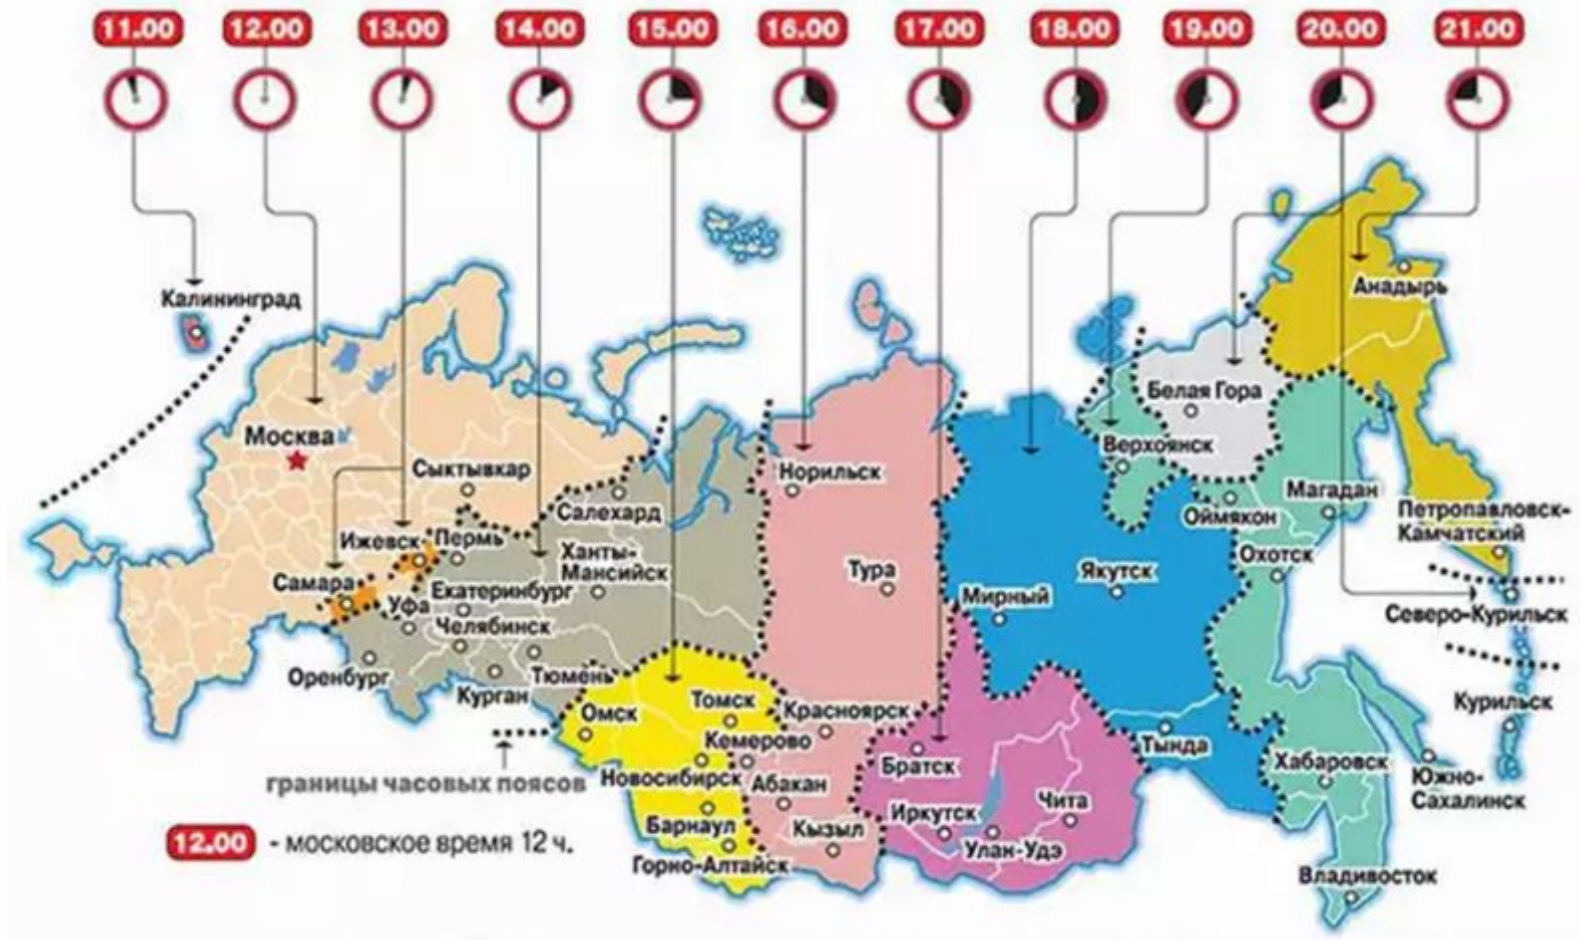 11.00 12.00 13.00 14.00 15.00 16.00 17.00 18.00 19.00 20.00 21.00
Калининград
Анадырь
Белая Гора
Москва
Верхоянск
Сыктывкар
Норильск
Салехард
Магадан
Оймякон
Петропавловск-
Камчатский
Ижевск
Пермь
Ханты-
Мансийск
Охотск
Тура
Якутск
Самара
Екатеринбург
Мирный
Уфа
Северо-Курильск
Челябинск
Оренбург
Тюмень
Курган
Томск
Красноярск
Курильск
Омск
Кемерово
Тында
границы часовых поясов
Новосибирск
Абакан
Братск
Хабаровск
Южно-
Сахалинск
Чита
Иркутск
Барнаул
Кызыл
12.00 - московское время 12 ч.
Улан-Удэ
Горно-Алтайск
Владивосток